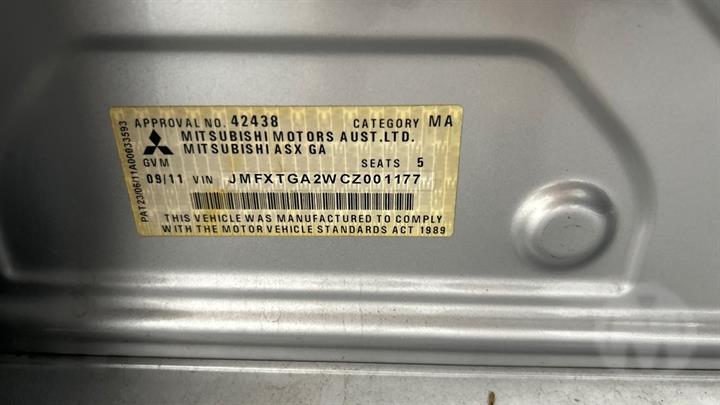 APPROVAL NO. 42438 CATEGORY MA
MITSUBISHI MOTORS AUST. LTD.
MITSUBISHI ASX GA
GVM SEATS 5
09/11 VIN JMFXTGA2WCZ001177
THIS VEHICLE WAS MANUFACTURED TO COMPLY
WITH THE MOTOR VEHICLE STANDARDS ACT 1989
PAT23/06/11A00033593